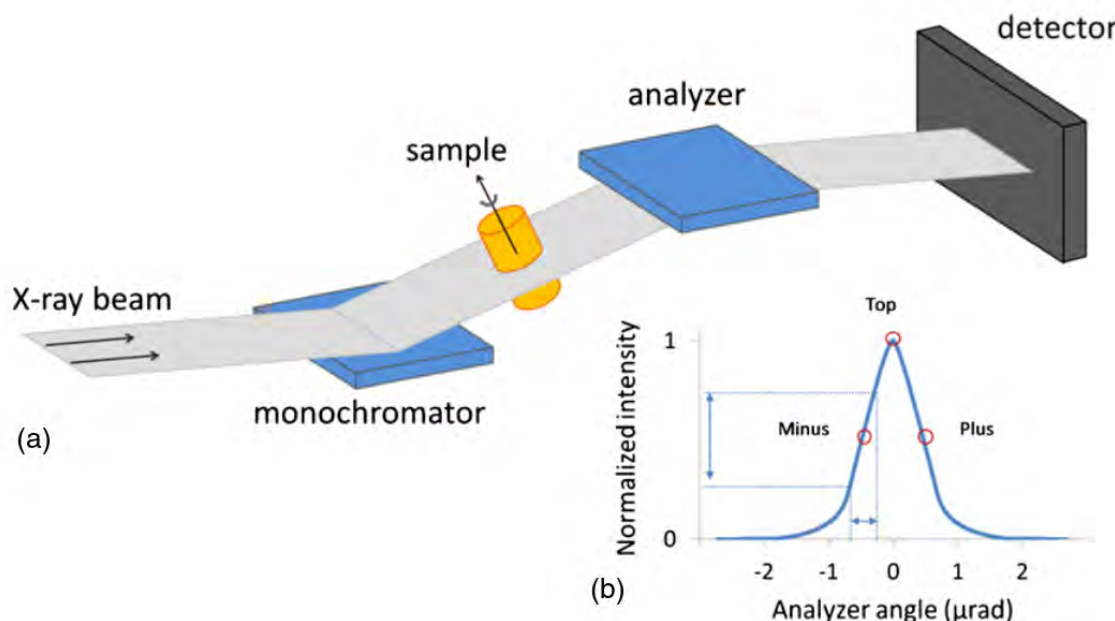 detector
analyzer
sample
X-ray beam
monochromator
(a)
Top
1
Minus
Plus
Normalized intensity
0
-2 -1 0 1 2
(b)
Analyzer angle (µrad)